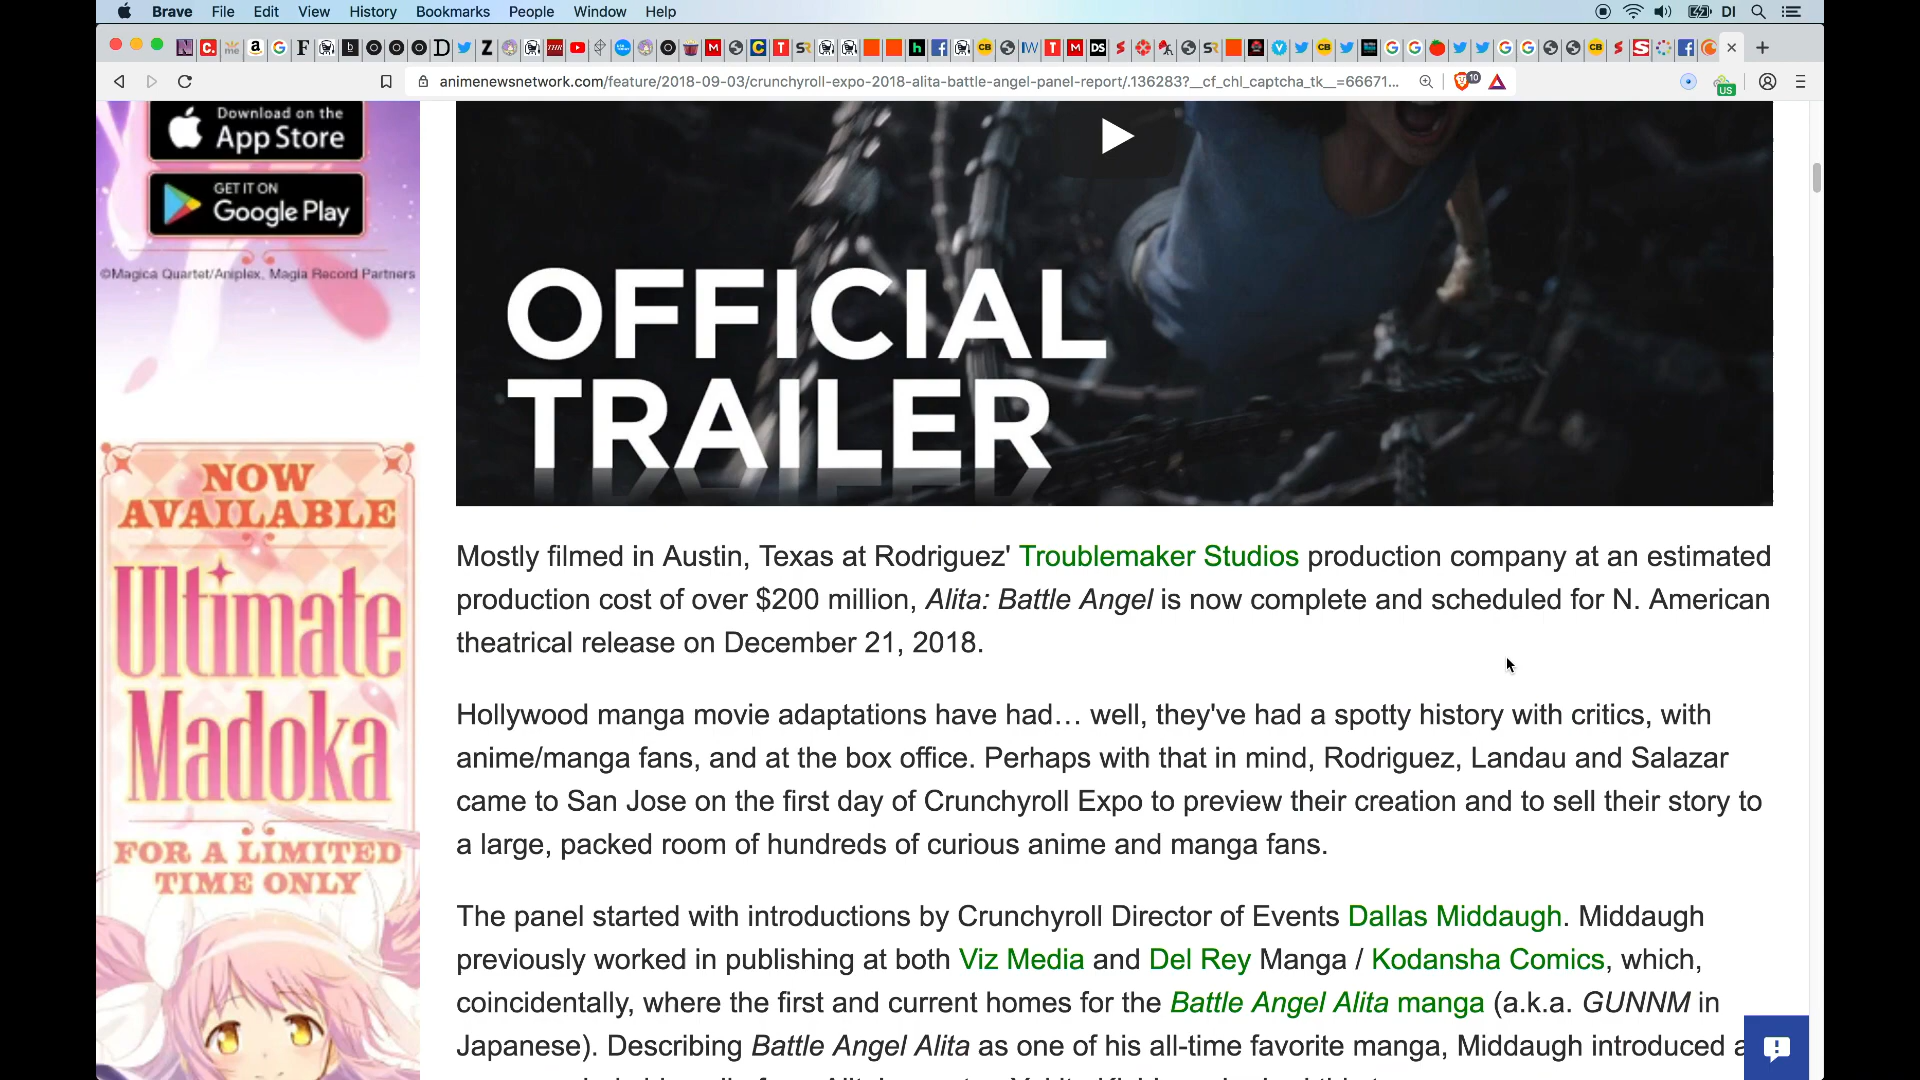 Brave File Edit View History Bookmarks People Window Help DI
animenewsnetwork.com/feature/2018-09-03/crunchyroll-expo-2018-alita-battle-angel-panel-report/.136283?__cf_chl_captcha_tk__=66671...
10
US
Download on the
App Store
GET IT ON
Google Play
©Magica Quartet/Aniplex, Magia Record Partners
NOW
AVAILABLE
Ultimate
Madoka
FOR A LIMITED
TIME ONLY
OFFICIAL
TRAILER
Mostly filmed in Austin, Texas at Rodriguez' Troublemaker Studios production company at an estimated
production cost of over $200 million, Alita: Battle Angel is now complete and scheduled for N. American
theatrical release on December 21, 2018.
Hollywood manga movie adaptations have had… well, they've had a spotty history with critics, with
anime/manga fans, and at the box office. Perhaps with that in mind, Rodriguez, Landau and Salazar
came to San Jose on the first day of Crunchyroll Expo to preview their creation and to sell their story to
a large, packed room of hundreds of curious anime and manga fans.
The panel started with introductions by Crunchyroll Director of Events Dallas Middaugh. Middaugh
previously worked in publishing at both Viz Media and Del Rey Manga / Kodansha Comics, which,
coincidentally, where the first and current homes for the Battle Angel Alita manga (a.k.a. GUNNM in
Japanese). Describing Battle Angel Alita as one of his all-time favorite manga, Middaugh introduced a